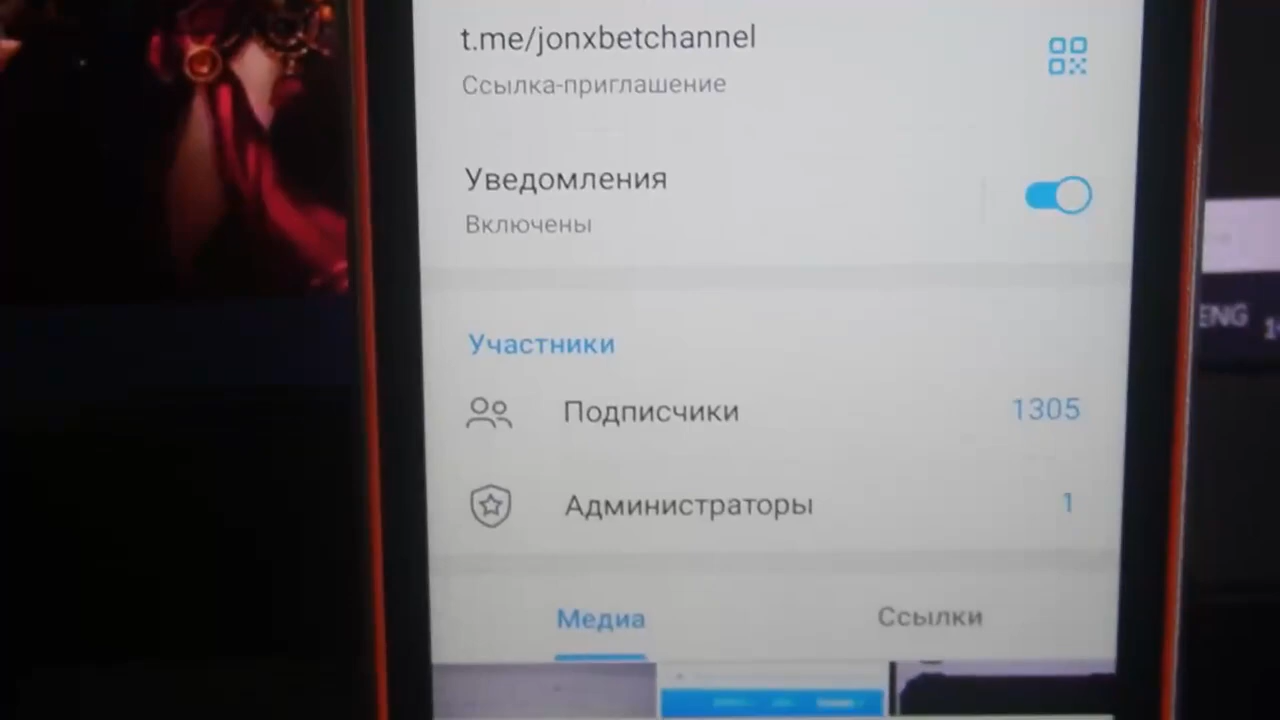 t.me/jonxbetchannel
Ссылка-приглашение
Уведомления
Включены
ENG
Участники
Подписчики 1305
Администраторы 1
Медиа Ссылки